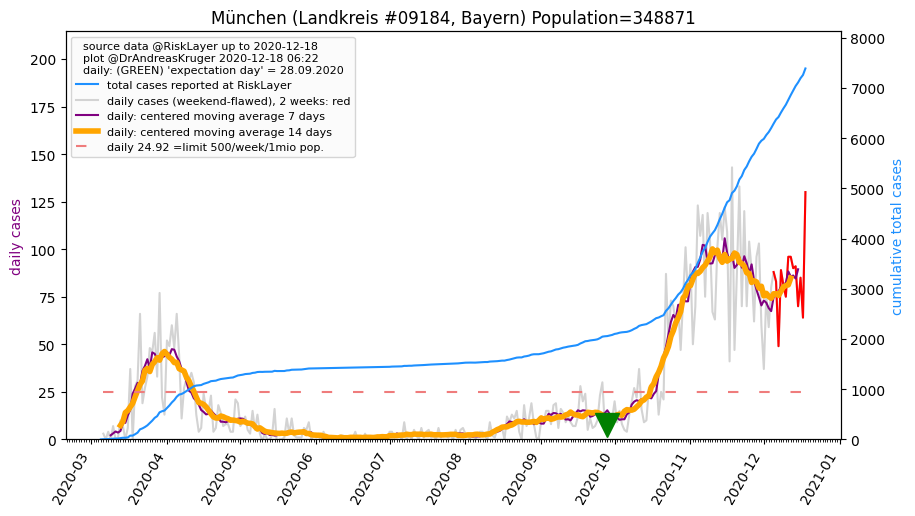 München (Landkreis #09184, Bayern) Population=348871
source data @RiskLayer up to 2020-12-18
plot @DrAndreasKruger 2020-12-18 06:22
daily: (GREEN) 'expectation day' = 28.09.2020
total cases reported at RiskLayer
daily cases (weekend-flawed), 2 weeks: red
daily: centered moving average 7 days
daily: centered moving average 14 days
daily 24.92 =limit 500/week/1mio pop.
daily cases
200
175
150
125
100
75
50
25
0
8000
7000
6000
5000
4000
3000
2000
1000
0
cumulative total cases
2020-03
2020-04
2020-05
2020-06
2020-07
2020-08
2020-09
2020-10
2020-11
2020-12
2021-01